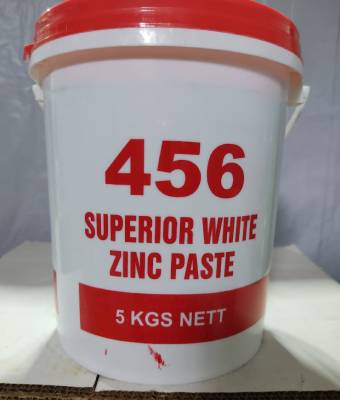 456
SUPERIOR WHITE
ZINC PASTE
5 KGS NETT